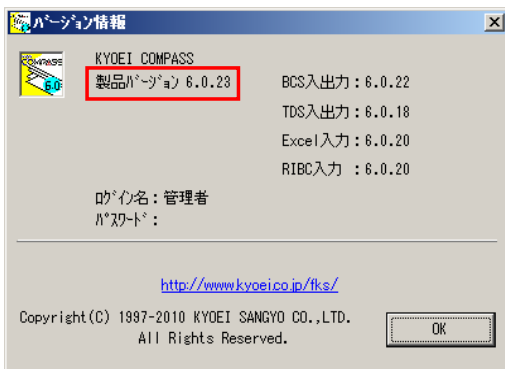 ﾊﾞｰｼﾞｮﾝ情報
COMPASS
6.0
KYOEI COMPASS
製品ﾊﾞｰｼﾞｮﾝ 6.0.23
BCS入出力：6.0.22
TDS入出力：6.0.18
Excel入力：6.0.20
RIBC入力 ：6.0.20
ﾛｸﾞｲﾝ名：管理者
ﾊﾟｽﾜｰﾄﾞ：
http://www.kyoei.co.jp/fks/
Copyright(C) 1997-2010 KYOEI SANGYO CO.,LTD.
All Rights Reserved.
OK